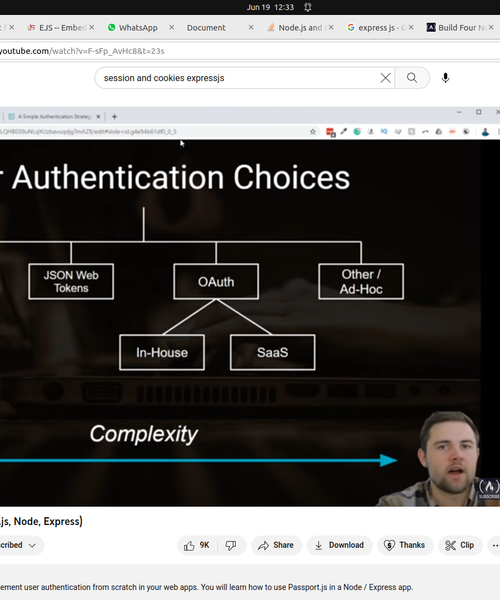 Jun 19 12:33
EJS -- Embed
WhatsApp
Document
Node.js and
express js - G
Build Four N
youtube.com/watch?v=F-sFp_AvHc8&t=23s
session and cookies expressjs
A Simple Authentication Strateg
r Authentication Choices
JSON Web
Tokens
OAuth
Other /
Ad-Hoc
In-House
SaaS
Complexity
SUBSCRIBE
.js, Node, Express)
cribed
9K
Share
Download
Thanks
Clip
ement user authentication from scratch in your web apps. You will learn how to use Passport.js in a Node / Express app.